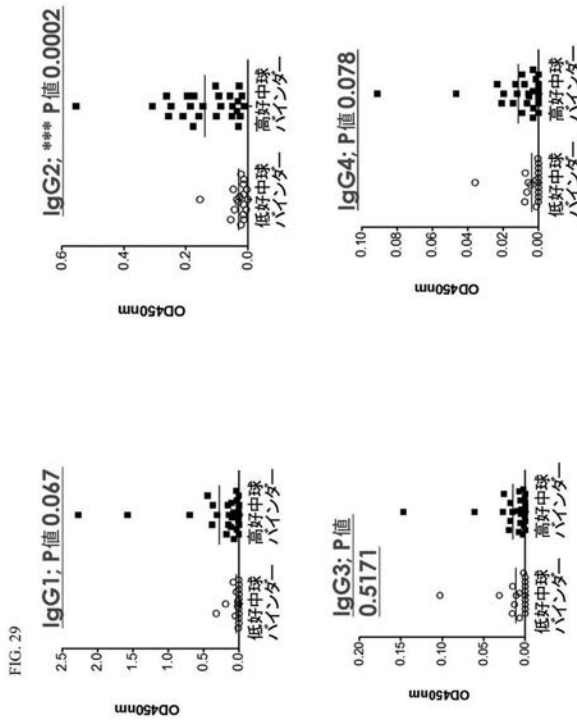 FIG. 29
IgG1; P値 0.067
OD450nm
2.5
2.0
1.5
1.0
0.5
0.0
低好中球
バインダー
高好中球
バインダー
IgG2; *** P値 0.0002
OD450nm
0.6
0.4
0.2
0.0
低好中球
バインダー
高好中球
バインダー
IgG3; P値
0.5171
OD450nm
0.20
0.15
0.10
0.05
0.00
低好中球
バインダー
高好中球
バインダー
IgG4; P値 0.078
OD450nm
0.10
0.08
0.06
0.04
0.02
0.00
低好中球
バインダー
高好中球
バインダー